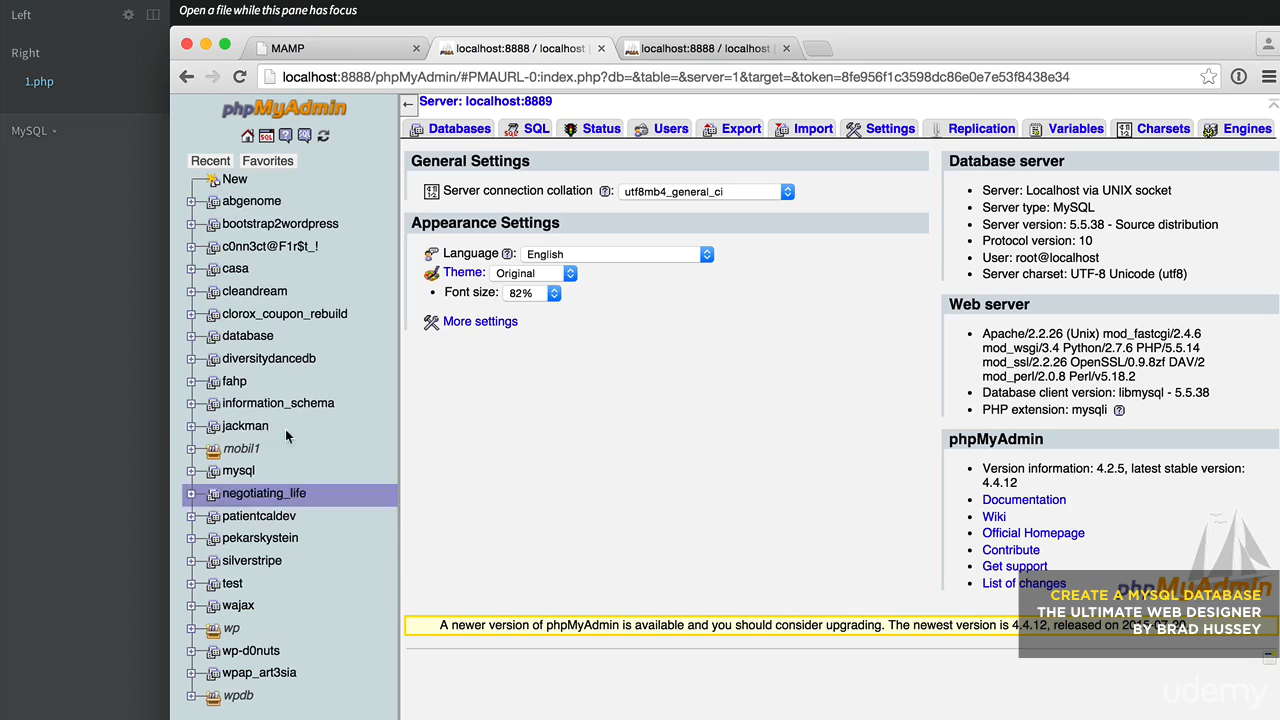 Left
Open a file while this pane has focus
Right
1.php
MySQL
MAMP
localhost:8888 / localhost
localhost:8888 / localhost
localhost:8888/phpMyAdmin/#PMAURL-0:index.php?db=&table=&server=1&target=&token=8fe956f1c3598dc86e0e7e53f8438e34
phpMyAdmin
Recent
Favorites
New
abgenome
bootstrap2wordpress
c0nn3ct@F1r$t_!
casa
cleandream
clorox_coupon_rebuild
database
diversitydancedb
fahp
information_schema
jackman
mobil1
mysql
negotiating_life
patientcaldev
pekarskystein
silverstripe
test
wajax
wp
wp-d0nuts
wpap_art3sia
wpdb
Server: localhost:8889
Databases
SQL
Status
Users
Export
Import
Settings
Replication
Variables
Charsets
Engines
General Settings
Server connection collation
utf8mb4_general_ci
Appearance Settings
Language
English
Theme:
Original
Font size:
82%
More settings
Database server
Server: Localhost via UNIX socket
Server type: MySQL
Server version: 5.5.38 - Source distribution
Protocol version: 10
User: root@localhost
Server charset: UTF-8 Unicode (utf8)
Web server
Apache/2.2.26 (Unix) mod_fastcgi/2.4.6
mod_wsgi/3.4 Python/2.7.6 PHP/5.5.14
mod_ssl/2.2.26 OpenSSL/0.9.8zf DAV/2
mod_perl/2.0.8 Perl/v5.18.2
Database client version: libmysql - 5.5.38
PHP extension: mysqli
phpMyAdmin
Version information: 4.2.5, latest stable version:
4.4.12
Documentation
Wiki
Official Homepage
Contribute
Get support
List of changes
phpMyAdmin
CREATE A MYSQL DATABASE
THE ULTIMATE WEB DESIGNER
BY BRAD HUSSEY
A newer version of phpMyAdmin is available and you should consider upgrading. The newest version is 4.4.12, released on
udemy